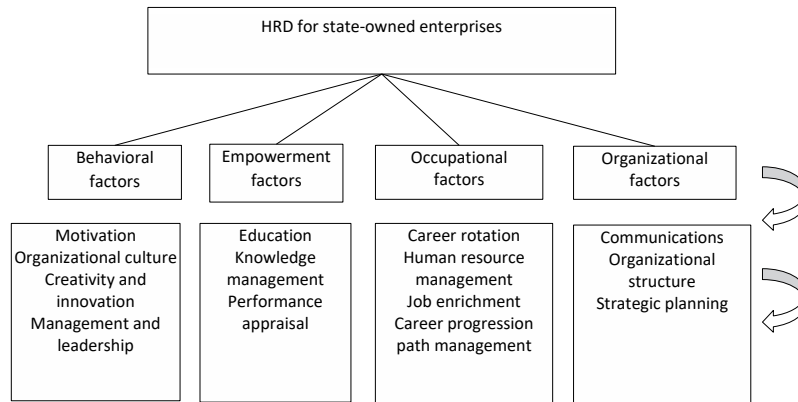 HRD for state-owned enterprises
Behavioral
factors
Empowerment
factors
Occupational
factors
Organizational
factors
Motivation
Organizational culture
Creativity and
innovation
Management and
leadership
Education
Knowledge
management
Performance
appraisal
Career rotation
Human resource
management
Job enrichment
Career progression
path management
Communications
Organizational
structure
Strategic planning